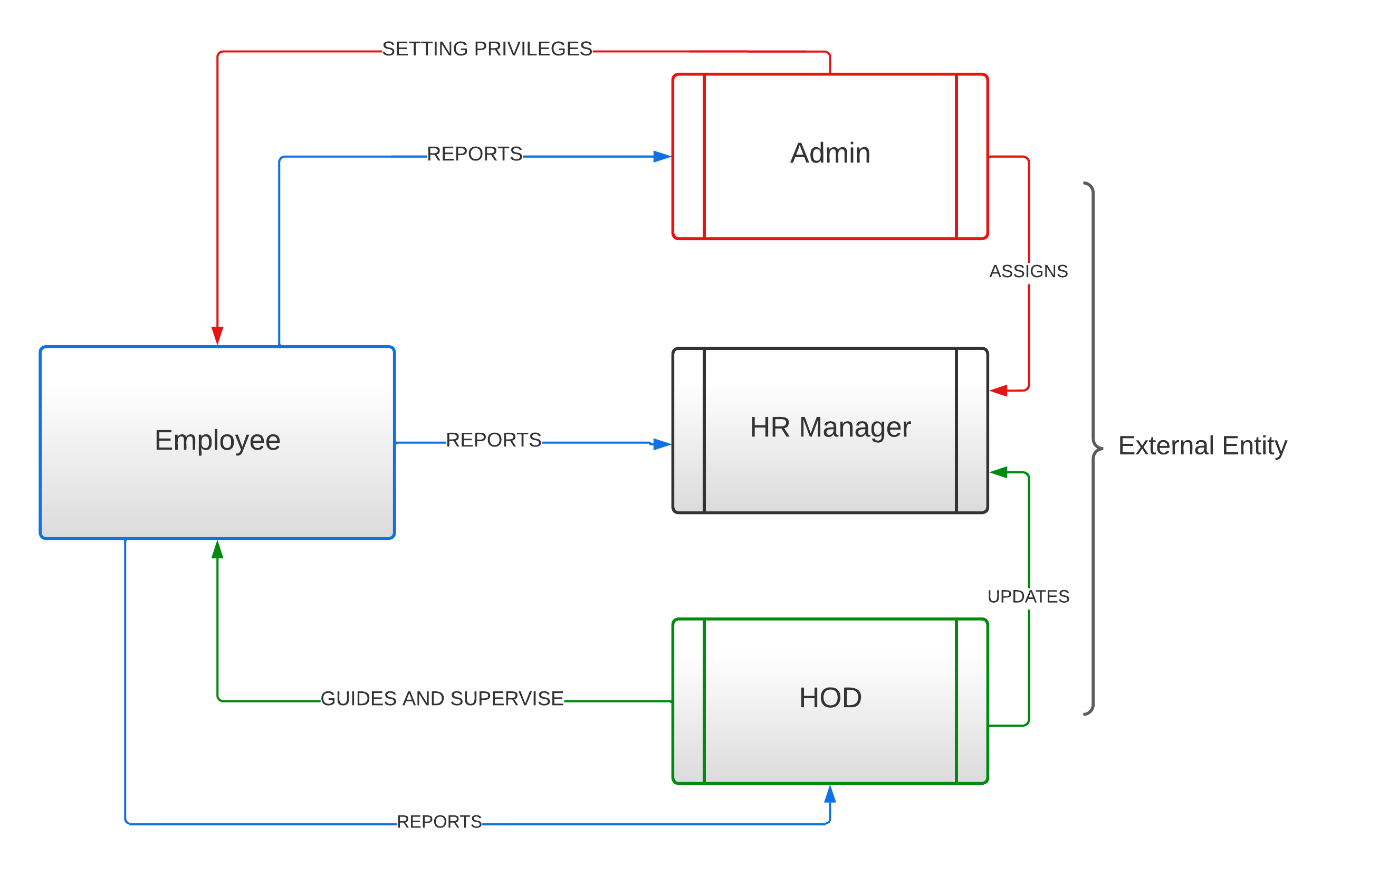 SETTING PRIVILEGES
Admin
REPORTS
ASSIGNS
HR Manager
Employee
REPORTS
External Entity
UPDATES
HOD
GUIDES AND SUPERVISE
REPORTS